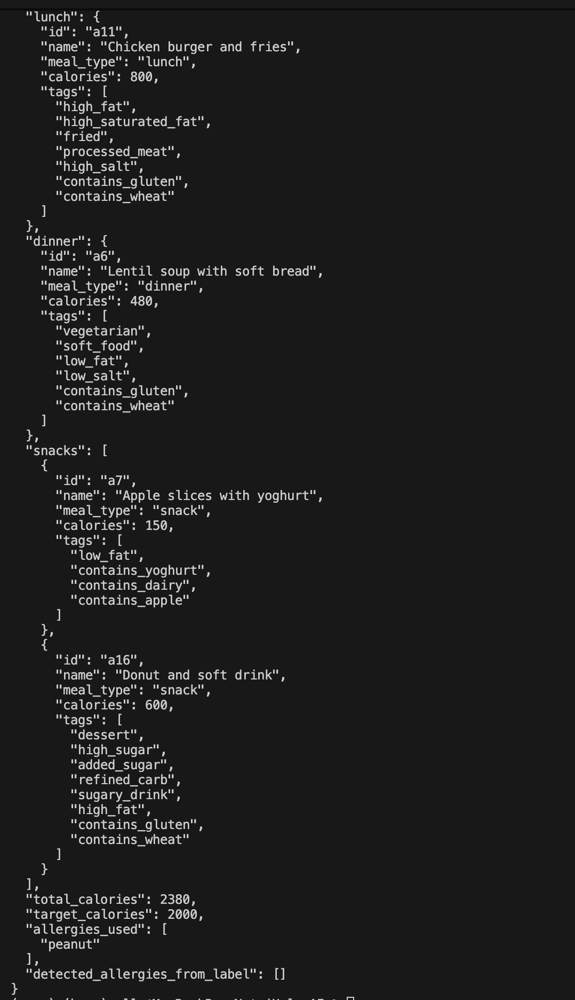 "lunch": {
"id": "a11",
"name": "Chicken burger and fries",
"meal_type": "lunch",
"calories": 800,
"tags": [
"high_fat",
"high_saturated_fat",
"fried",
"processed_meat",
"high_salt",
"contains_gluten",
"contains_wheat"
]
},
"dinner": {
"id": "a6",
"name": "Lentil soup with soft bread",
"meal_type": "dinner",
"calories": 480,
"tags": [
"vegetarian",
"soft_food",
"low_fat",
"low_salt",
"contains_gluten",
"contains_wheat"
]
},
"snacks": [
{
"id": "a7",
"name": "Apple slices with yoghurt",
"meal_type": "snack",
"calories": 150,
"tags": [
"low_fat",
"contains_yoghurt",
"contains_dairy",
"contains_apple"
]
},
{
"id": "a16",
"name": "Donut and soft drink",
"meal_type": "snack",
"calories": 600,
"tags": [
"dessert",
"high_sugar",
"added_sugar",
"refined_carb",
"sugary_drink",
"high_fat",
"contains_gluten",
"contains_wheat"
]
}
],
"total_calories": 2380,
"target_calories": 2000,
"allergies_used": [
"peanut"
],
"detected_allergies_from_label": []
}